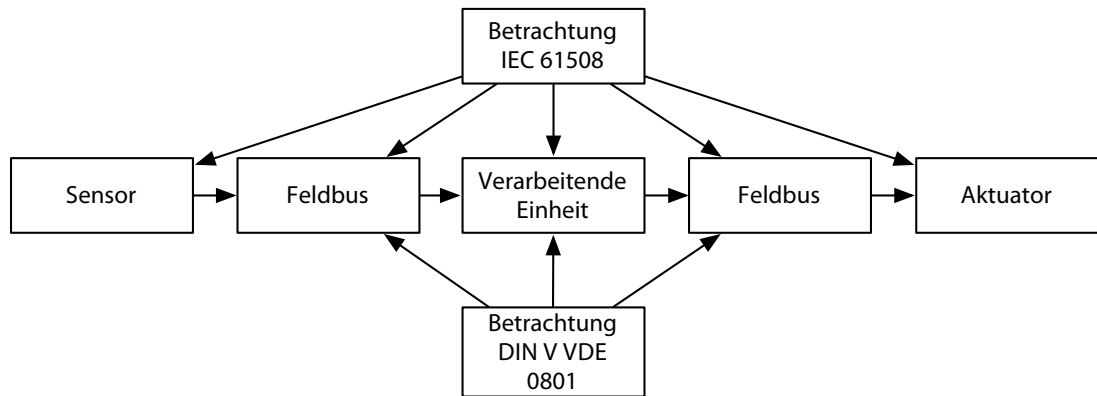 Betrachtung
IEC 61508
Sensor
Feldbus
Verarbeitende
Einheit
Feldbus
Aktuator
Betrachtung
DIN V VDE
0801